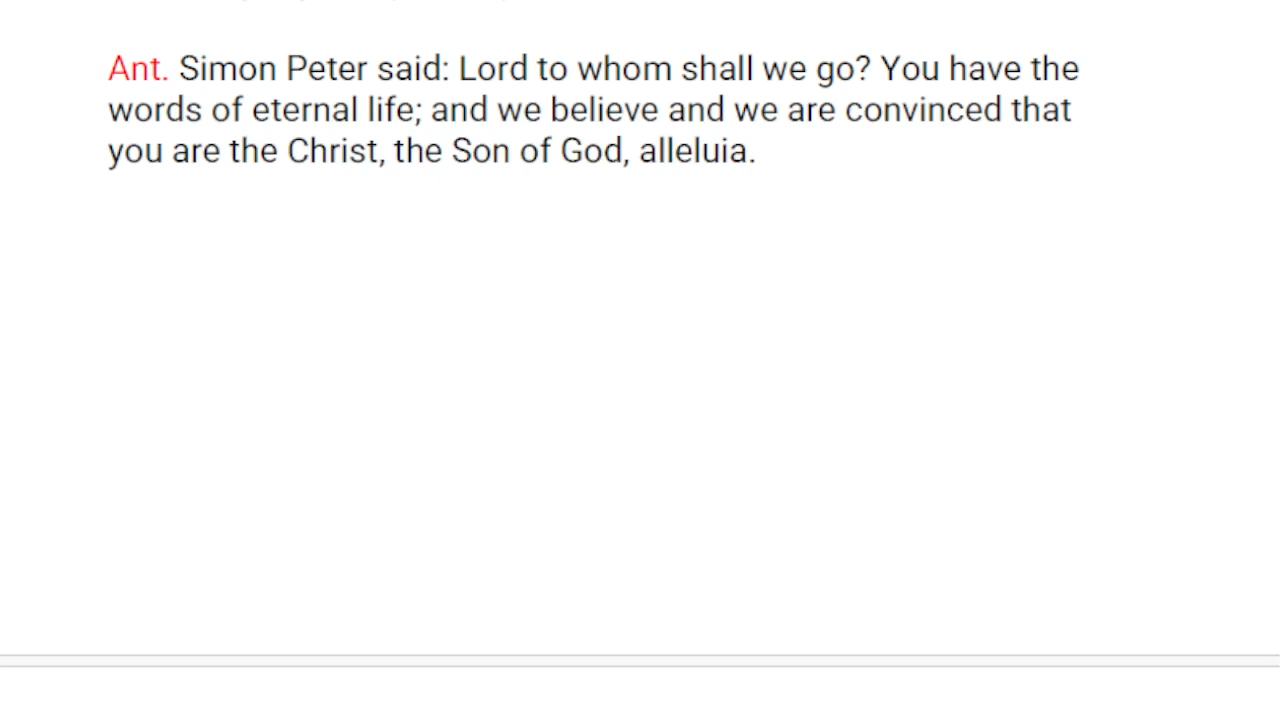 Ant. Simon Peter said: Lord to whom shall we go? You have the
words of eternal life; and we believe and we are convinced that
you are the Christ, the Son of God, alleluia.